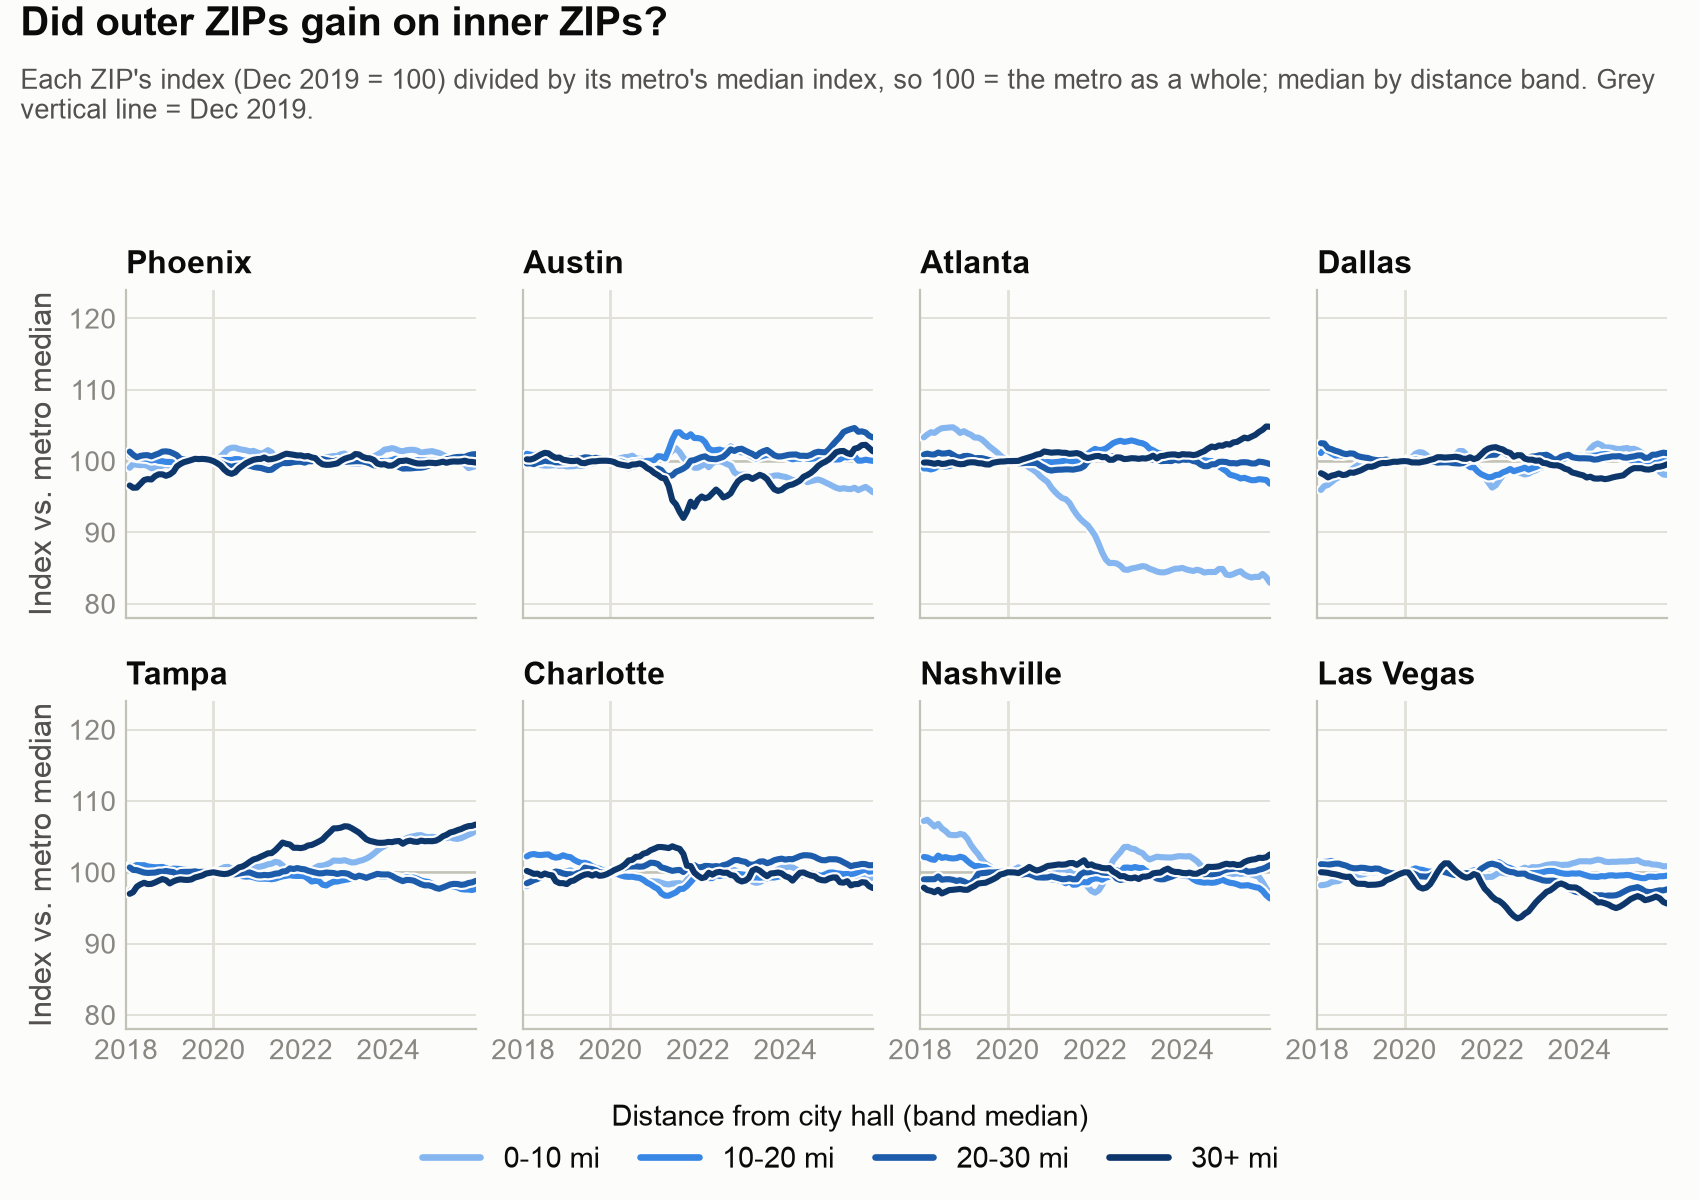 Did outer ZIPs gain on inner ZIPs?
Each ZIP's index (Dec 2019 = 100) divided by its metro's median index, so 100 = the metro as a whole; median by distance band. Grey
vertical line = Dec 2019.
Phoenix
Austin
Atlanta
Dallas
Index vs. metro median
120
110
100
90
80
Tampa
Charlotte
Nashville
Las Vegas
Index vs. metro median
120
110
100
90
80
2018 2020 2022 2024
2018 2020 2022 2024
2018 2020 2022 2024
2018 2020 2022 2024
Distance from city hall (band median)
0-10 mi 10-20 mi 20-30 mi 30+ mi